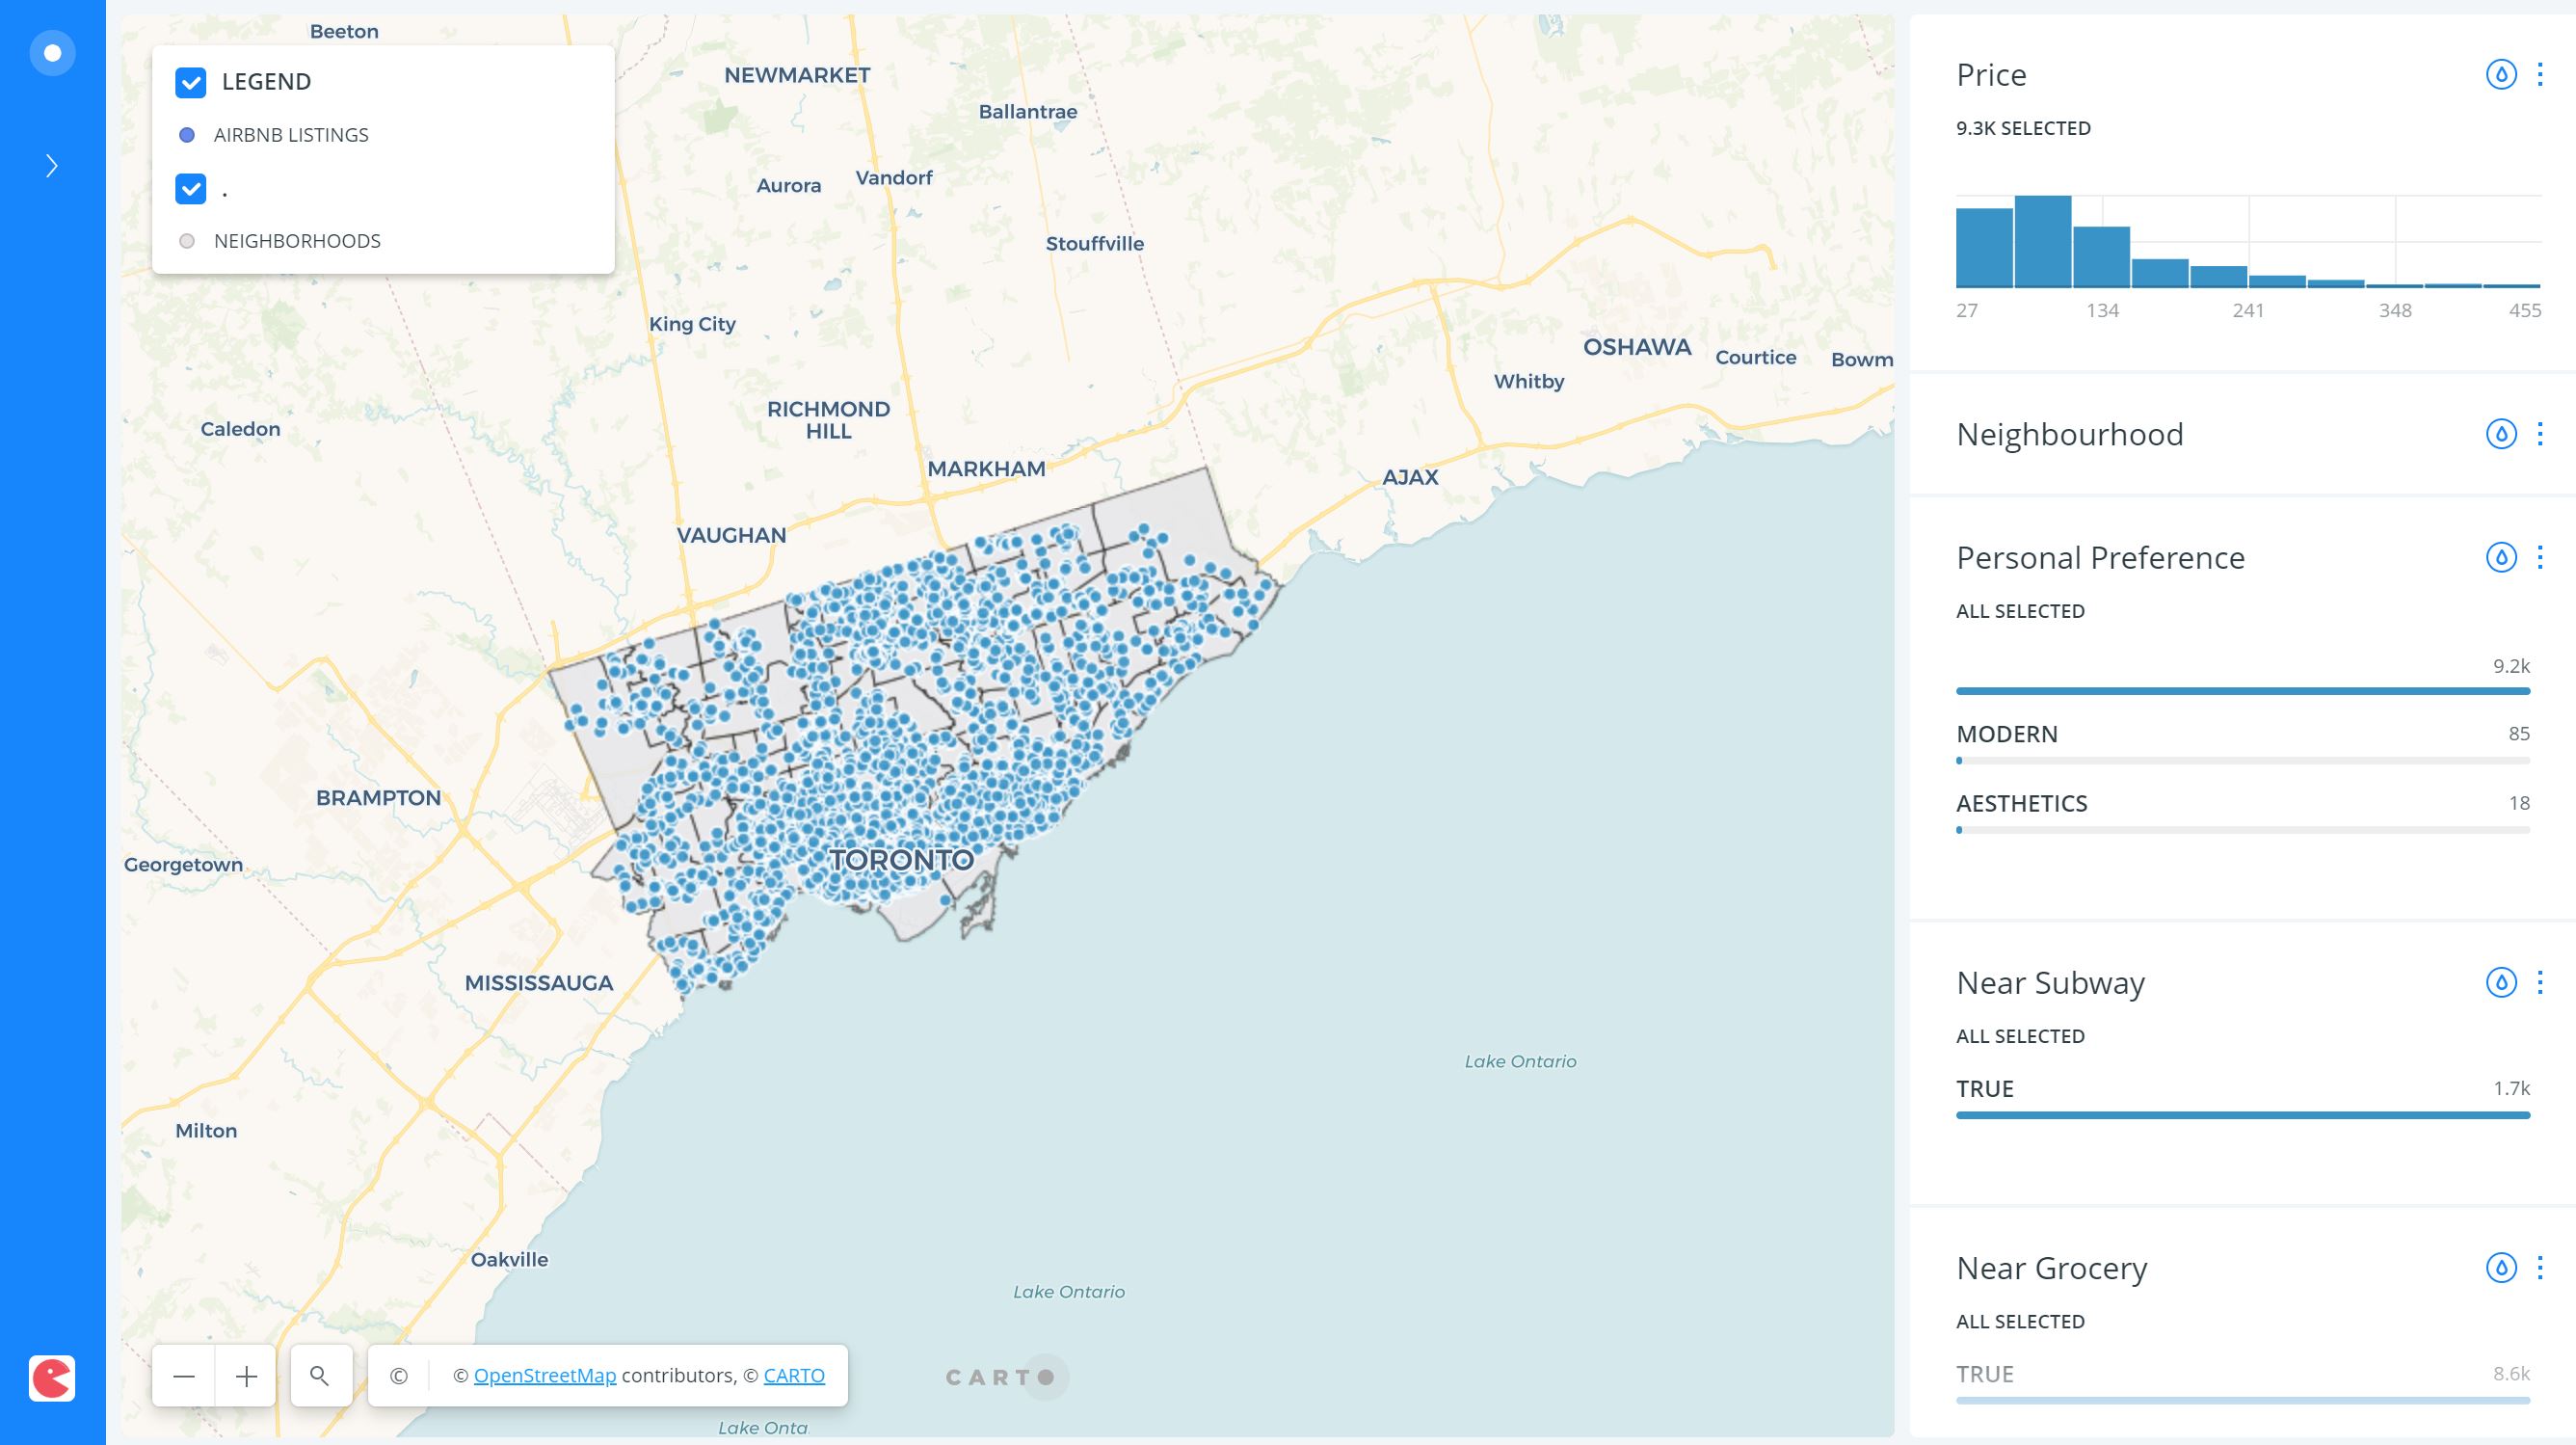 LEGEND
AIRBNB LISTINGS
.
NEIGHBORHOODS
Beeton
NEWMARKET
Ballantrae
Aurora
Vandorf
Stouffville
King City
OSHAWA
Courtice
Bowm
Whitby
RICHMOND
HILL
Caledon
MARKHAM
AJAX
VAUGHAN
BRAMPTON
Georgetown
TORONTO
MISSISSAUGA
Lake Ontario
Milton
Oakville
Lake Ontario
© © OpenStreetMap contributors, © CARTO
CARTO
Lake Onta
Price
9.3K SELECTED
27 134 241 348 455
Neighbourhood
Personal Preference
ALL SELECTED
9.2k
MODERN 85
AESTHETICS 18
Near Subway
ALL SELECTED
TRUE 1.7k
Near Grocery
ALL SELECTED
TRUE 8.6k